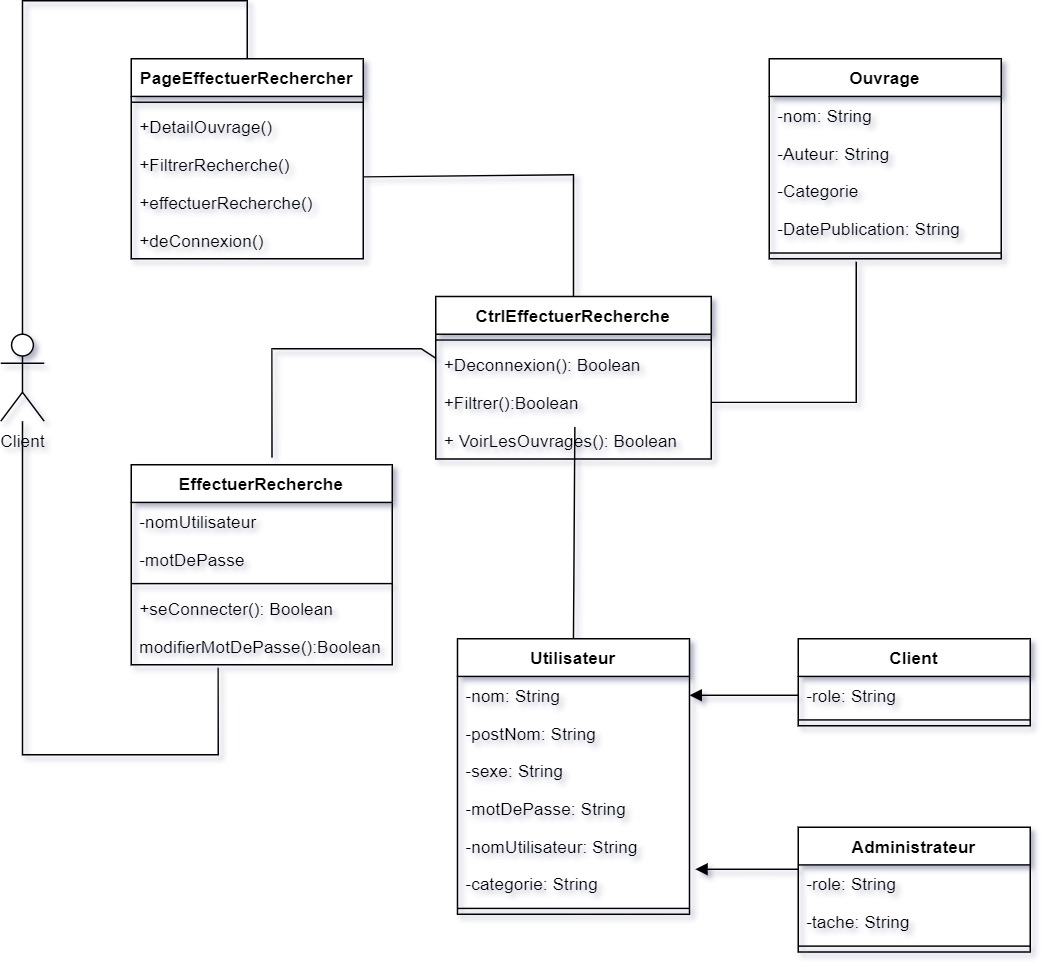 PageEffectuerRechercher
+DetailOuvrage()
+FiltrerRecherche()
+effectuerRecherche()
+deConnexion()
Ouvrage
-nom: String
-Auteur: String
-Categorie
-DatePublication: String
CtrlEffectuerRecherche
+Deconnexion(): Boolean
+Filtrer():Boolean
+ VoirLesOuvrages(): Boolean
Client
EffectuerRecherche
-nomUtilisateur
-motDePasse
+seConnecter(): Boolean
modifierMotDePasse():Boolean
Utilisateur
-nom: String
-postNom: String
-sexe: String
-motDePasse: String
-nomUtilisateur: String
-categorie: String
Client
-role: String
Administrateur
-role: String
-tache: String